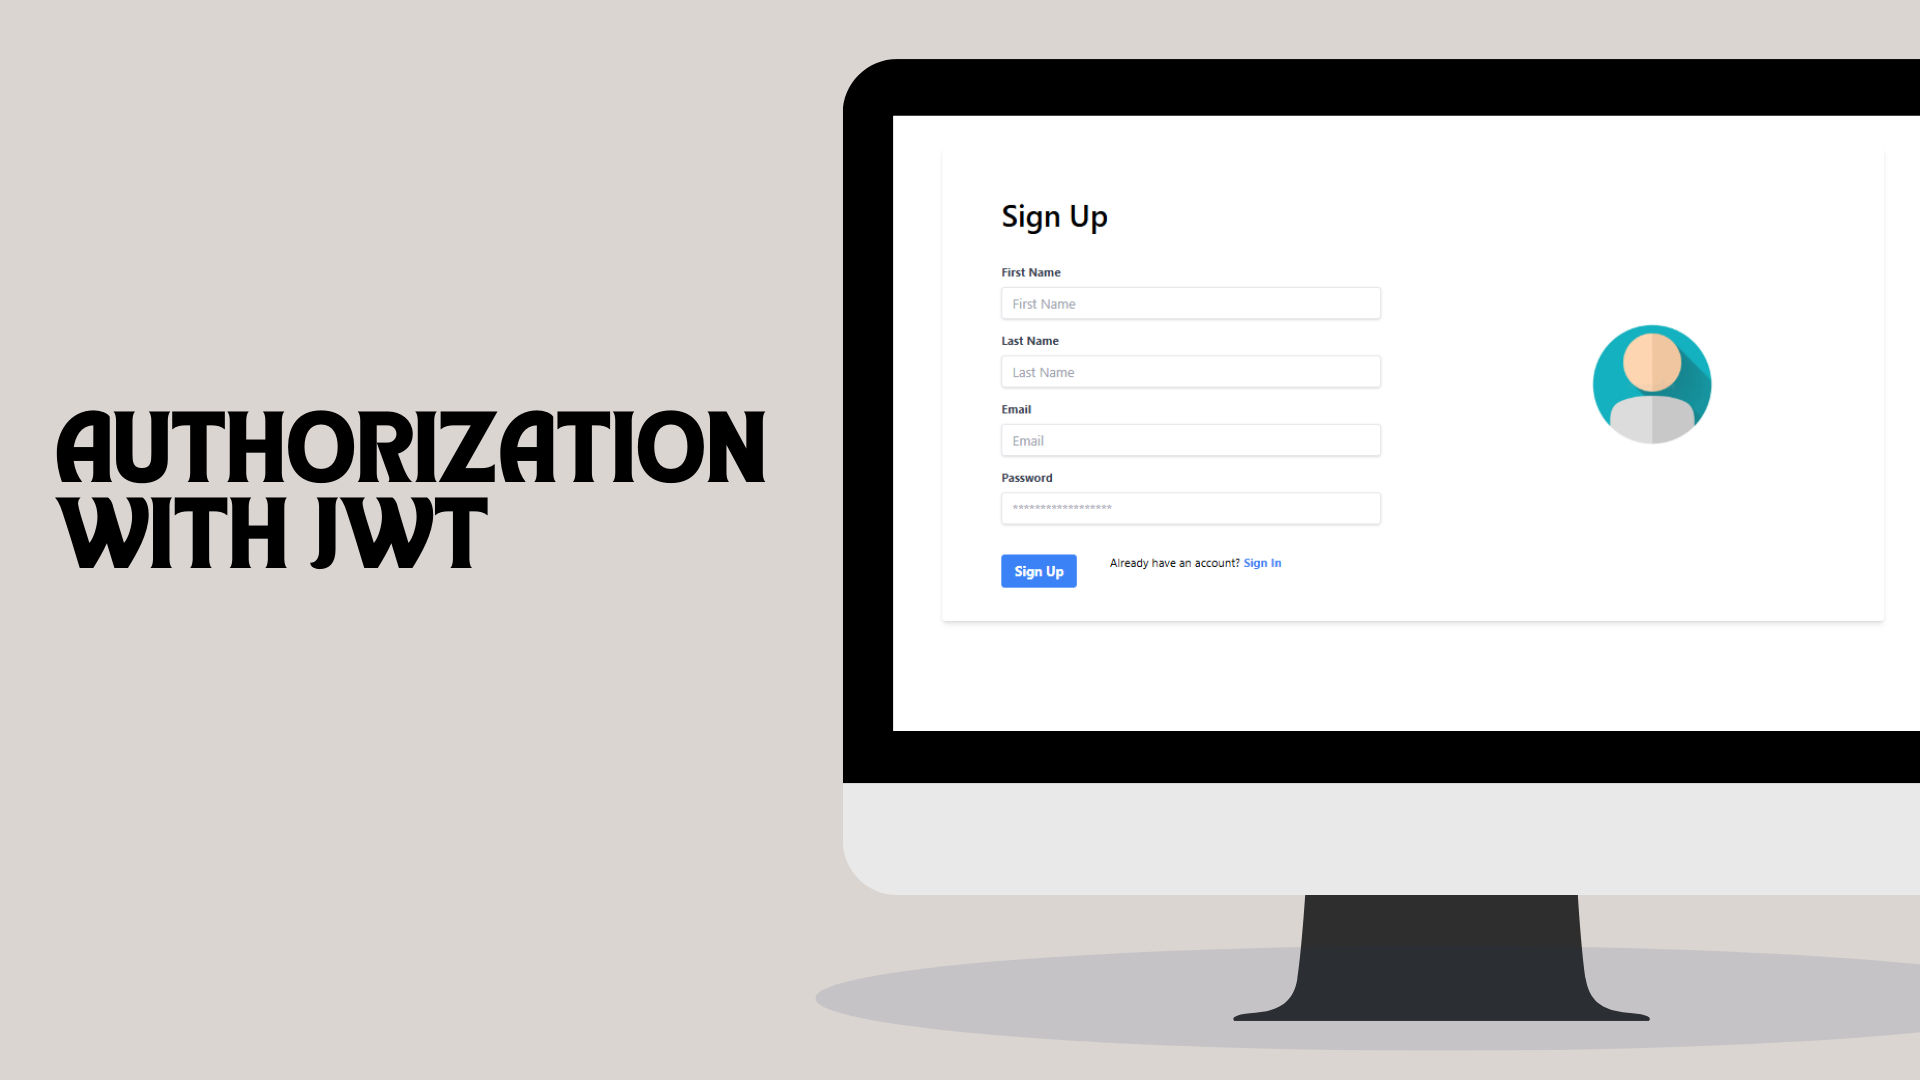 AUTHORIZATION
WITH JWT
Sign Up
First Name
First Name
Last Name
Last Name
Email
Email
Password
******************
Sign Up
Already have an account? Sign In